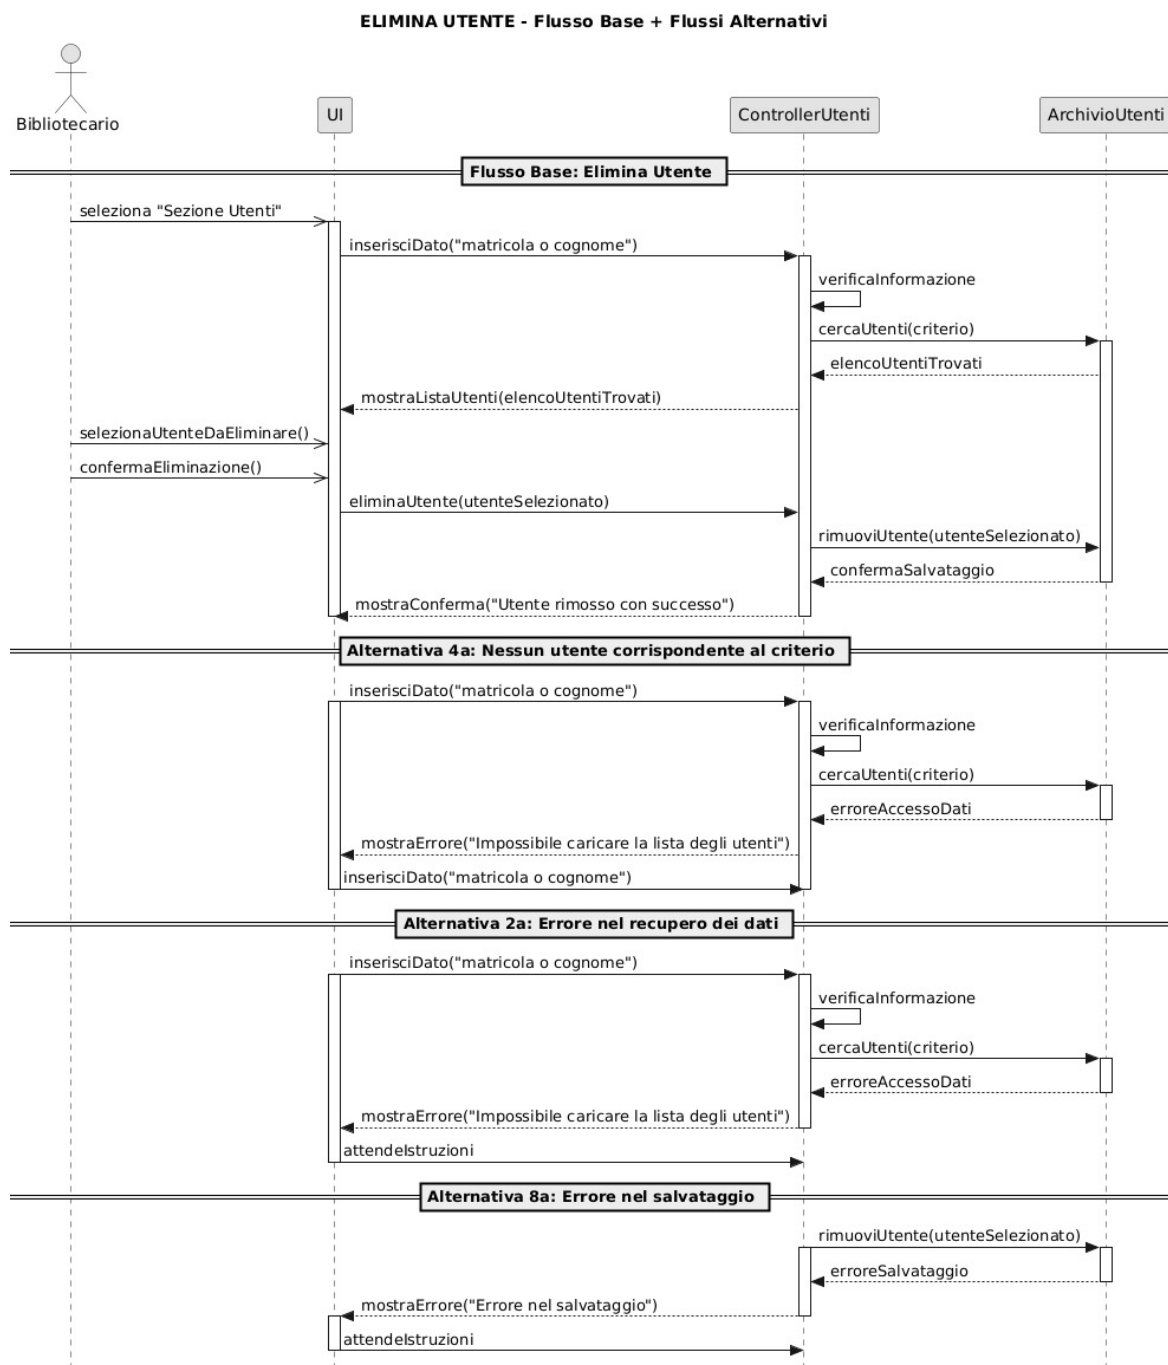 ELIMINA UTENTE - Flusso Base + Flussi Alternativi
Bibliotecario
UI
ControllerUtenti
ArchivioUtenti
Flusso Base: Elimina Utente
seleziona "Sezione Utenti"
inserisciDato("matricola o cognome")
verificaInformazione
cercaUtenti(criterio)
elencoUtentiTrovati
mostraListaUtenti(elencoUtentiTrovati)
selezionaUtenteDaEliminare()
confermaEliminazione()
eliminaUtente(utenteSelezionato)
rimuoviUtente(utenteSelezionato)
confermaSalvataggio
mostraConferma("Utente rimosso con successo")
Alternativa 4a: Nessun utente corrispondente al criterio
inserisciDato("matricola o cognome")
verificaInformazione
cercaUtenti(criterio)
erroreAccessoDati
mostraErrore("Impossibile caricare la lista degli utenti")
inserisciDato("matricola o cognome")
Alternativa 2a: Errore nel recupero dei dati
inserisciDato("matricola o cognome")
verificaInformazione
cercaUtenti(criterio)
erroreAccessoDati
mostraErrore("Impossibile caricare la lista degli utenti")
attendeIstruzioni
Alternativa 8a: Errore nel salvataggio
rimuoviUtente(utenteSelezionato)
erroreSalvataggio
mostraErrore("Errore nel salvataggio")
attendeIstruzioni